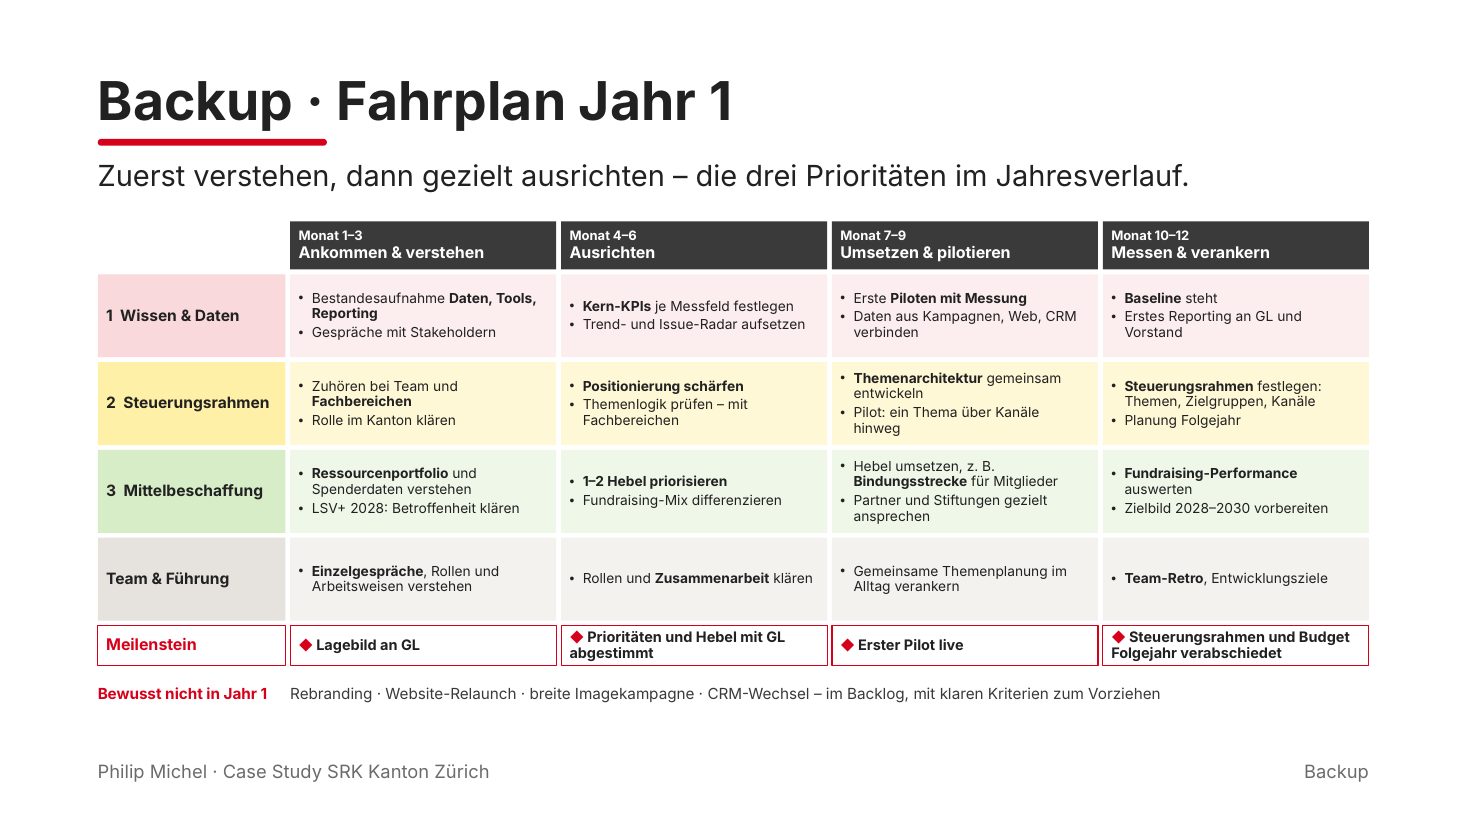 Backup · Fahrplan Jahr 1
Zuerst verstehen, dann gezielt ausrichten – die drei Prioritäten im Jahresverlauf.
Monat 1–3
Ankommen & verstehen
Monat 4–6
Ausrichten
Monat 7–9
Umsetzen & pilotieren
Monat 10–12
Messen & verankern
1 Wissen & Daten
• Bestandesaufnahme Daten, Tools,
Reporting
• Gespräche mit Stakeholdern
• Kern-KPIs je Messfeld festlegen
• Trend- und Issue-Radar aufsetzen
• Erste Piloten mit Messung
• Daten aus Kampagnen, Web, CRM
verbinden
• Baseline steht
• Erstes Reporting an GL und
Vorstand
2 Steuerungsrahmen
• Zuhören bei Team und
Fachbereichen
• Rolle im Kanton klären
• Positionierung schärfen
• Themenlogik prüfen – mit
Fachbereichen
• Themenarchitektur gemeinsam
entwickeln
• Pilot: ein Thema über Kanäle
hinweg
• Steuerungsrahmen festlegen:
Themen, Zielgruppen, Kanäle
• Planung Folgejahr
3 Mittelbeschaffung
• Ressourcenportfolio und
Spenderdaten verstehen
• LSV+ 2028: Betroffenheit klären
• 1–2 Hebel priorisieren
• Fundraising-Mix differenzieren
• Hebel umsetzen, z. B.
Bindungsstrecke für Mitglieder
• Partner und Stiftungen gezielt
ansprechen
• Fundraising-Performance
auswerten
• Zielbild 2028–2030 vorbereiten
Team & Führung
• Einzelgespräche, Rollen und
Arbeitsweisen verstehen
• Rollen und Zusammenarbeit klären
• Gemeinsame Themenplanung im
Alltag verankern
• Team-Retro, Entwicklungsziele
Meilenstein
◆ Lagebild an GL
◆ Prioritäten und Hebel mit GL
abgestimmt
◆ Erster Pilot live
◆ Steuerungsrahmen und Budget
Folgejahr verabschiedet
Bewusst nicht in Jahr 1 Rebranding · Website-Relaunch · breite Imagekampagne · CRM-Wechsel – im Backlog, mit klaren Kriterien zum Vorziehen
Philip Michel · Case Study SRK Kanton Zürich
Backup